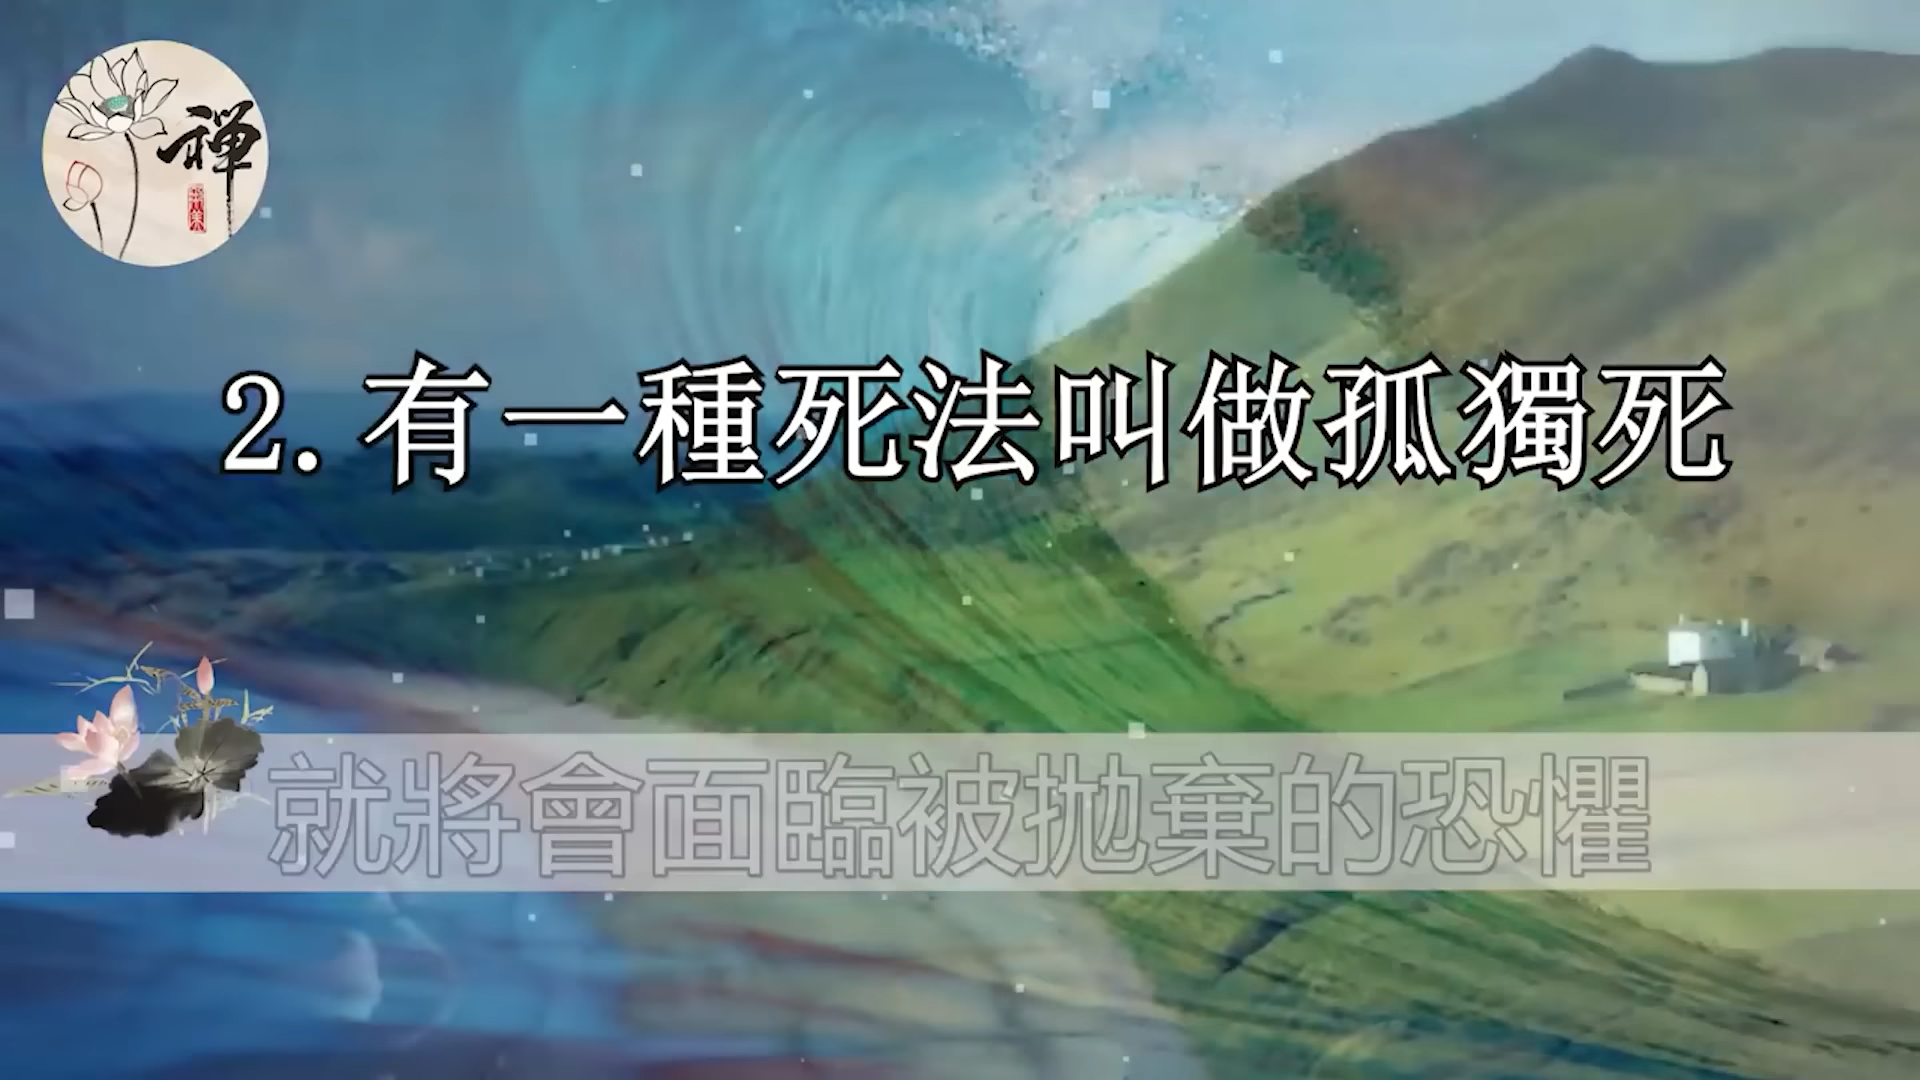 禅
2.有一種死法叫做孤獨死
就將會面臨被拋棄的恐懼